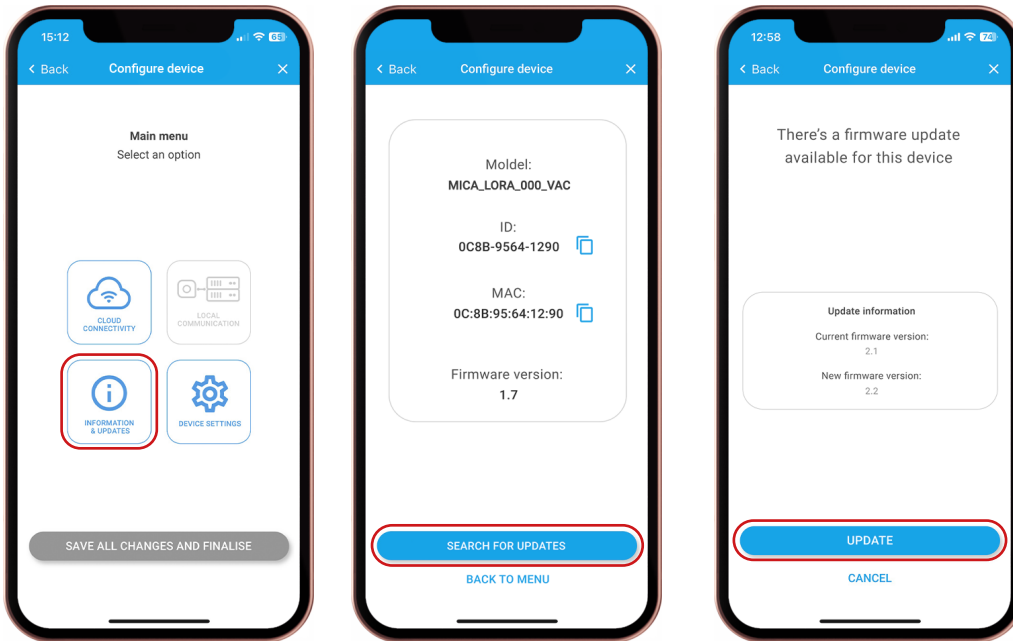 15:12
65
Back
Configure device
Main menu
Select an option
CLOUD
CONNECTIVITY
LOCAL
COMMUNICATION
INFORMATION
& UPDATES
DEVICE SETTINGS
SAVE ALL CHANGES AND FINALISE
Back
Configure device
Moldel:
MICA_LORA_000_VAC
ID:
0C8B-9564-1290
MAC:
0C:8B:95:64:12:90
Firmware version:
1.7
SEARCH FOR UPDATES
BACK TO MENU
12:58
74
Back
Configure device
There's a firmware update
available for this device
Update information
Current firmware version:
2.1
New firmware version:
2.2
UPDATE
CANCEL